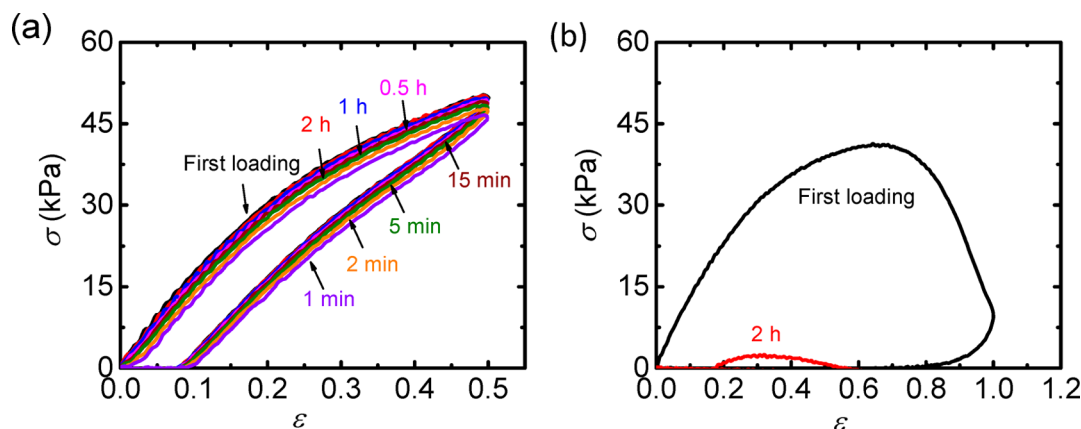 (a)
60
45
30
15
0
σ (kPa)
First loading
2 h
1 h
0.5 h
15 min
5 min
2 min
1 min
0.0 0.1 0.2 0.3 0.4 0.5
ε
(b)
60
45
30
15
0
σ (kPa)
First loading
2 h
0.0 0.2 0.4 0.6 0.8 1.0 1.2
ε